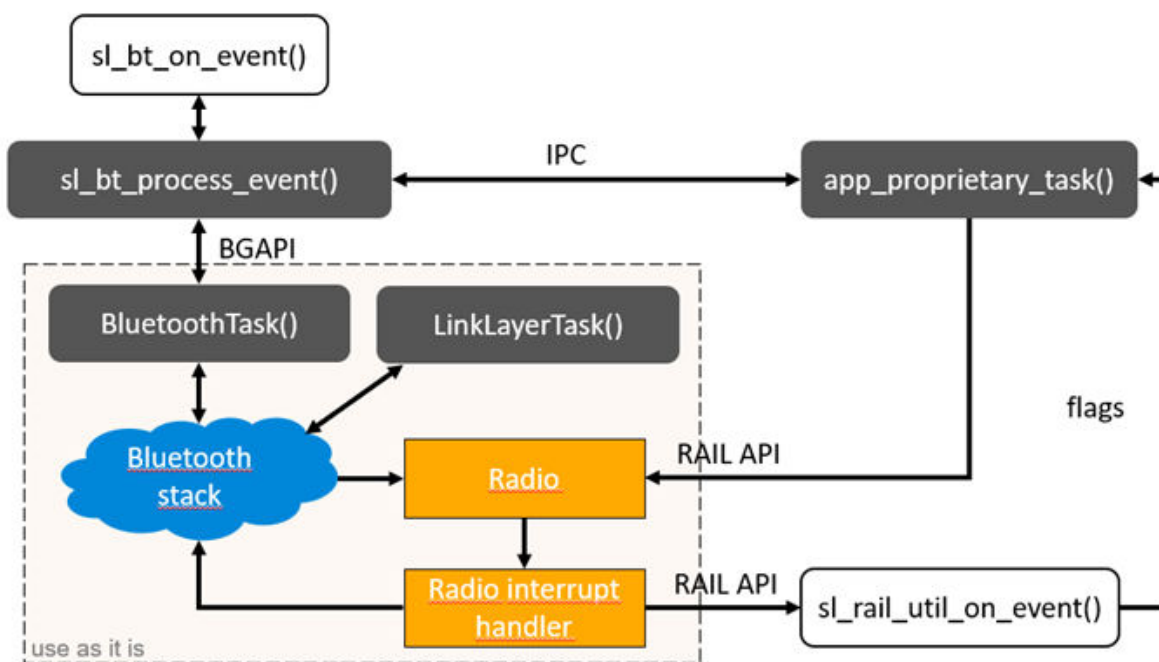 sl_bt_on_event()
IPC
sl_bt_process_event()
app_proprietary_task()
BGAPI
BluetoothTask()
LinkLayerTask()
flags
Bluetooth
stack
Radio
RAIL API
Radio interrupt
handler
RAIL API
sl_rail_util_on_event()
use as it is